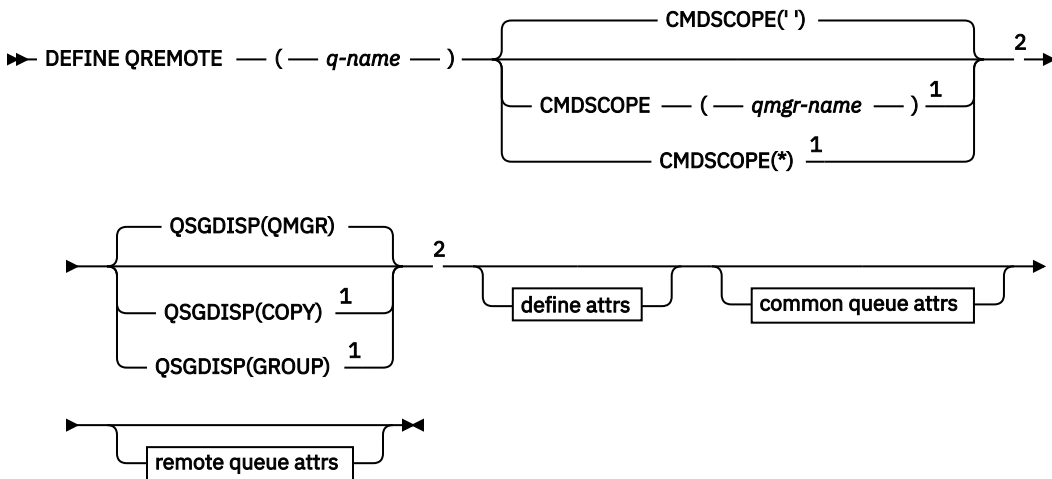 CMDSCOPE(' ')
DEFINE QREMOTE ( q-name ) 2
CMDSCOPE ( qmgr-name ) 1
CMDSCOPE(*) 1
QSGDISP(QMGR) 2
QSGDISP(COPY) 1
define attrs common queue attrs
QSGDISP(GROUP) 1
remote queue attrs